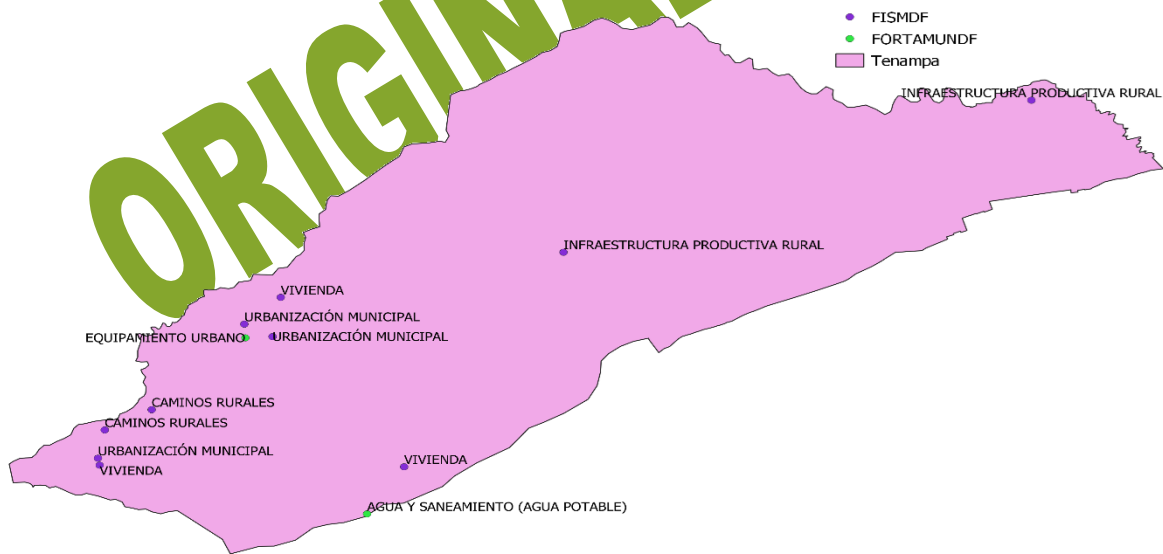 ORIGINAL
FISMDF
FORTAMUNDF
Tenampa
INFRAESTRUCTURA PRODUCTIVA RURAL
INFRAESTRUCTURA PRODUCTIVA RURAL
VIVIENDA
URBANIZACIÓN MUNICIPAL
EQUIPAMIENTO URBANO
URBANIZACIÓN MUNICIPAL
CAMINOS RURALES
CAMINOS RURALES
URBANIZACIÓN MUNICIPAL
VIVIENDA
VIVIENDA
AGUA Y SANEAMIENTO (AGUA POTABLE)